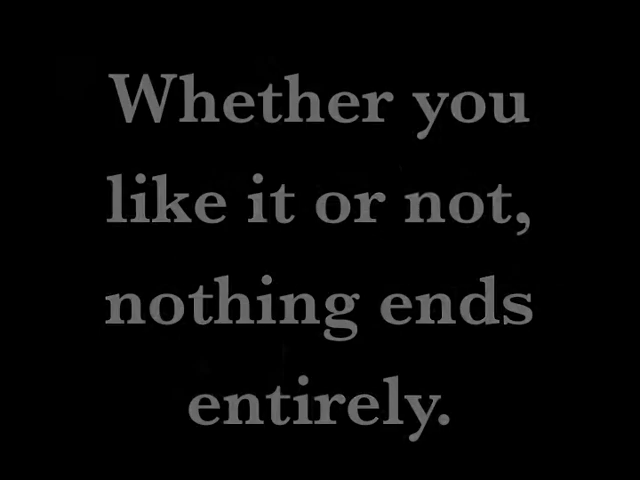 Whether you
like it or not,
nothing ends
entirely.